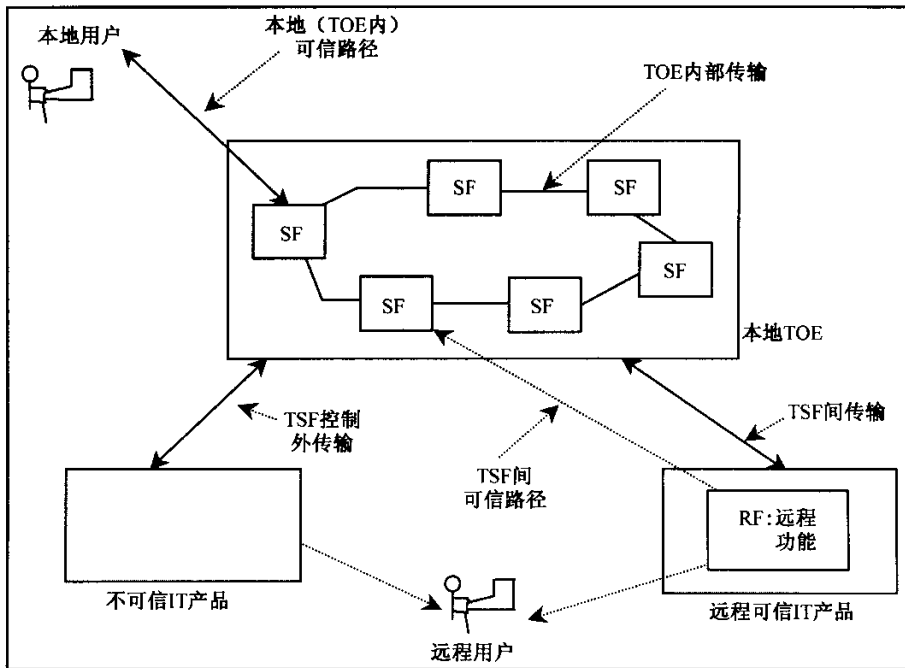 本地用户
本地（TOE内）
可信路径
TOE内部传输
SF
SF
SF
SF
SF
SF
本地TOE
TSF控制
外传输
TSF间
可信路径
TSF间传输
RF:远程
功能
不可信IT产品
远程用户
远程可信IT产品